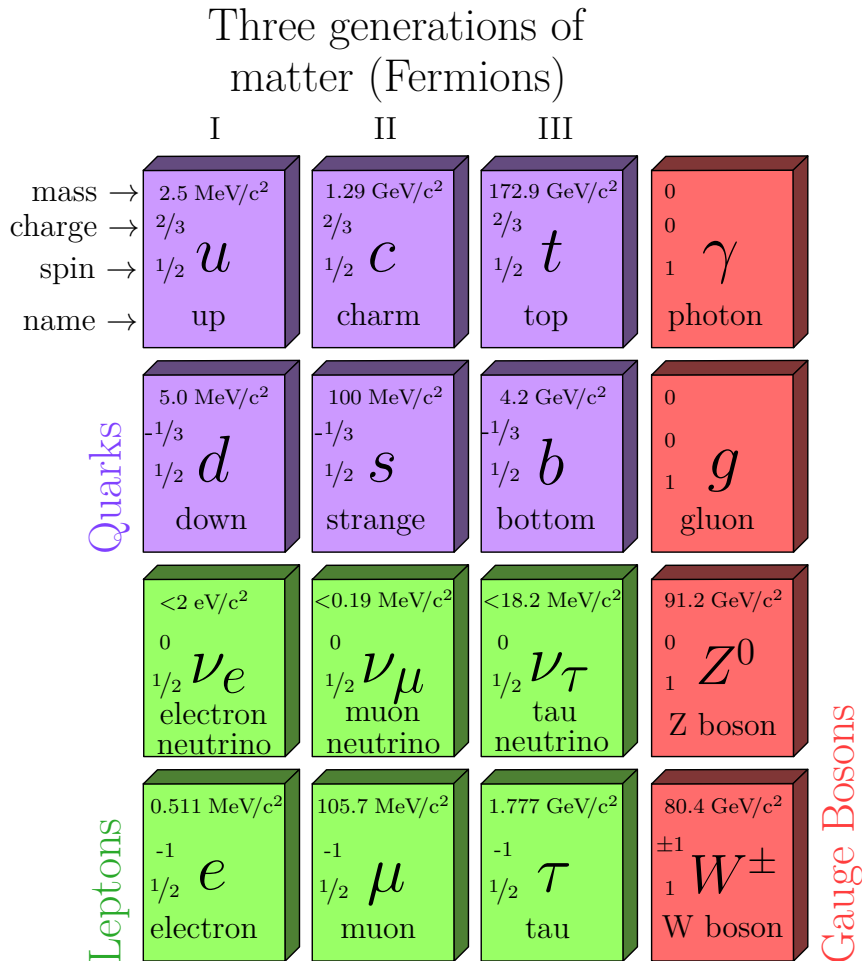 Three generations of
matter (Fermions)
I II III
mass → 2.5 MeV/c² 1.29 GeV/c² 172.9 GeV/c² 0
charge → 2/3 2/3 2/3 0
spin → 1/2 u 1/2 c 1/2 t 1 γ
name → up charm top photon
Quarks
5.0 MeV/c² 100 MeV/c² 4.2 GeV/c² 0
-1/3 -1/3 -1/3 0
1/2 d 1/2 s 1/2 b 1 g
down strange bottom gluon
<2 eV/c² <0.19 MeV/c² <18.2 MeV/c² 91.2 GeV/c²
0 0 0 0
1/2 νe 1/2 νμ 1/2 ντ 1 Z⁰
electron muon tau Z boson
neutrino neutrino neutrino
Leptons
0.511 MeV/c² 105.7 MeV/c² 1.777 GeV/c² 80.4 GeV/c²
-1 -1 -1 ±1
1/2 e 1/2 μ 1/2 τ 1 W±
electron muon tau W boson
Gauge Bosons